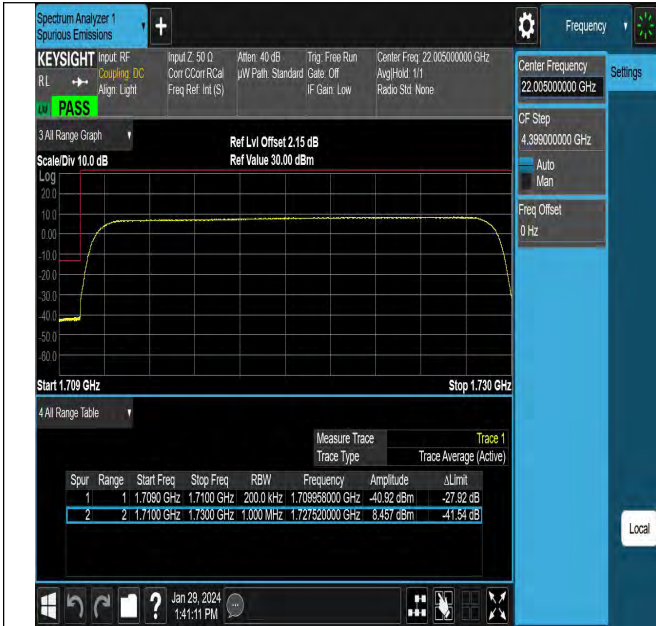 Spectrum Analyzer 1
Spurious Emissions
Frequency
KEYSIGHT
RL
Input: RF
Coupling: DC
Align: Light
Input Z: 50 Ω
Corr CCorr RCal
Freq Ref: Int (S)
Atten: 40 dB
µW Path: Standard
Trig: Free Run
Gate: Off
IF Gain: Low
Center Freq: 22.005000000 GHz
Avg|Hold: 1/1
Radio Std: None
PASS
Center Frequency
22.005000000 GHz
Settings
CF Step
4.399000000 GHz
Auto
Man
Freq Offset
0 Hz
3 All Range Graph
Scale/Div 10.0 dB
Ref Lvl Offset 2.15 dB
Ref Value 30.00 dBm
Log
20.0
10.0
0.00
-10.0
-20.0
-30.0
-40.0
-50.0
-60.0
Start 1.709 GHz
Stop 1.730 GHz
4 All Range Table
Measure Trace Trace 1
Trace Type Trace Average (Active)
Spur Range Start Freq Stop Freq RBW Frequency Amplitude ΔLimit
1 1 1.7090 GHz 1.7100 GHz 200.0 kHz 1.709958000 GHz -40.92 dBm -27.92 dB
2 2 1.7100 GHz 1.7300 GHz 1.000 MHz 1.727520000 GHz 8.457 dBm -41.54 dB
Local
Jan 29, 2024
1:41:11 PM